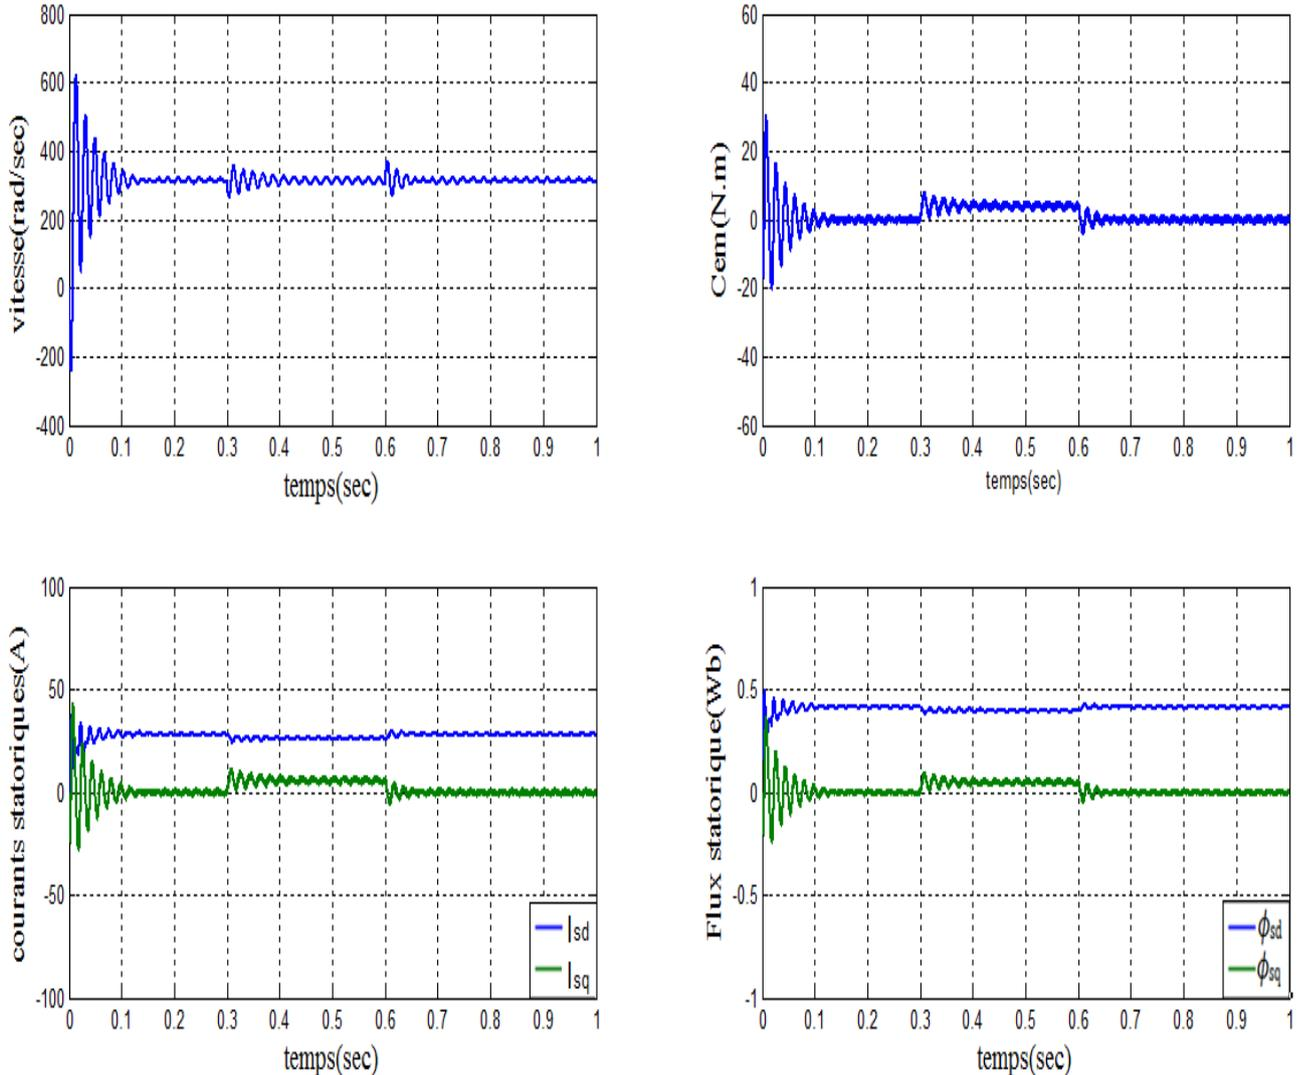 800
600
400
200
0
-200
-400
0 0.1 0.2 0.3 0.4 0.5 0.6 0.7 0.8 0.9 1
vitesse(rad/sec)
temps(sec)
60
40
20
0
-20
-40
-60
0 0.1 0.2 0.3 0.4 0.5 0.6 0.7 0.8 0.9 1
Cem(N.m)
temps(sec)
100
50
0
-50
-100
0 0.1 0.2 0.3 0.4 0.5 0.6 0.7 0.8 0.9 1
courants statoriques(A)
temps(sec)
Isd
Isq
1
0.5
0
-0.5
-1
0 0.1 0.2 0.3 0.4 0.5 0.6 0.7 0.8 0.9 1
Flux statorique(Wb)
temps(sec)
ϕsd
ϕsq